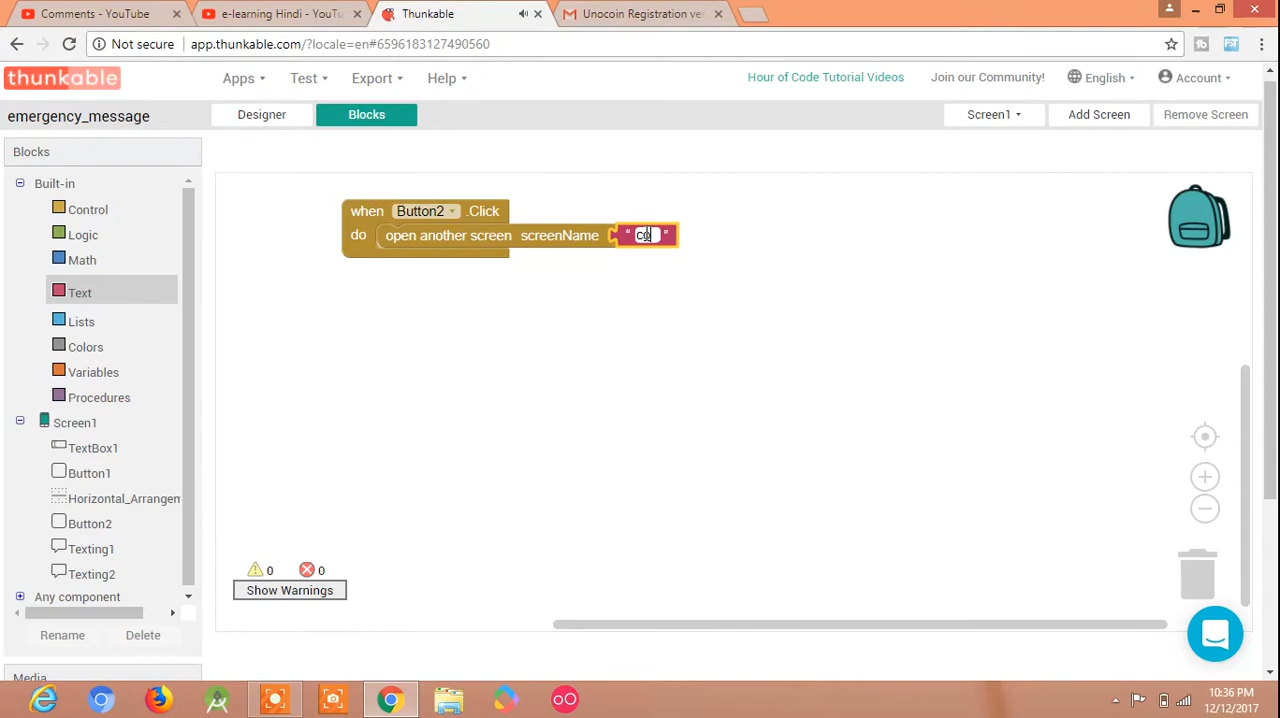 Comments - YouTube
e-learning Hindi - YouTu
Thunkable
Unocoin Registration ver
Not secure
app.thunkable.com/?locale=en#6596183127490560
thunkable
Apps
Test
Export
Help
Hour of Code Tutorial Videos
Join our Community!
English
Account
emergency_message
Designer
Blocks
Screen1
Add Screen
Remove Screen
Blocks
Built-in
Control
Logic
Math
Text
Lists
Colors
Variables
Procedures
Screen1
TextBox1
Button1
Horizontal_Arrangem
Button2
Texting1
Texting2
Any component
Rename
Delete
Media
when Button2 .Click
do open another screen screenName " co "
0 0
Show Warnings
10:36 PM
12/12/2017